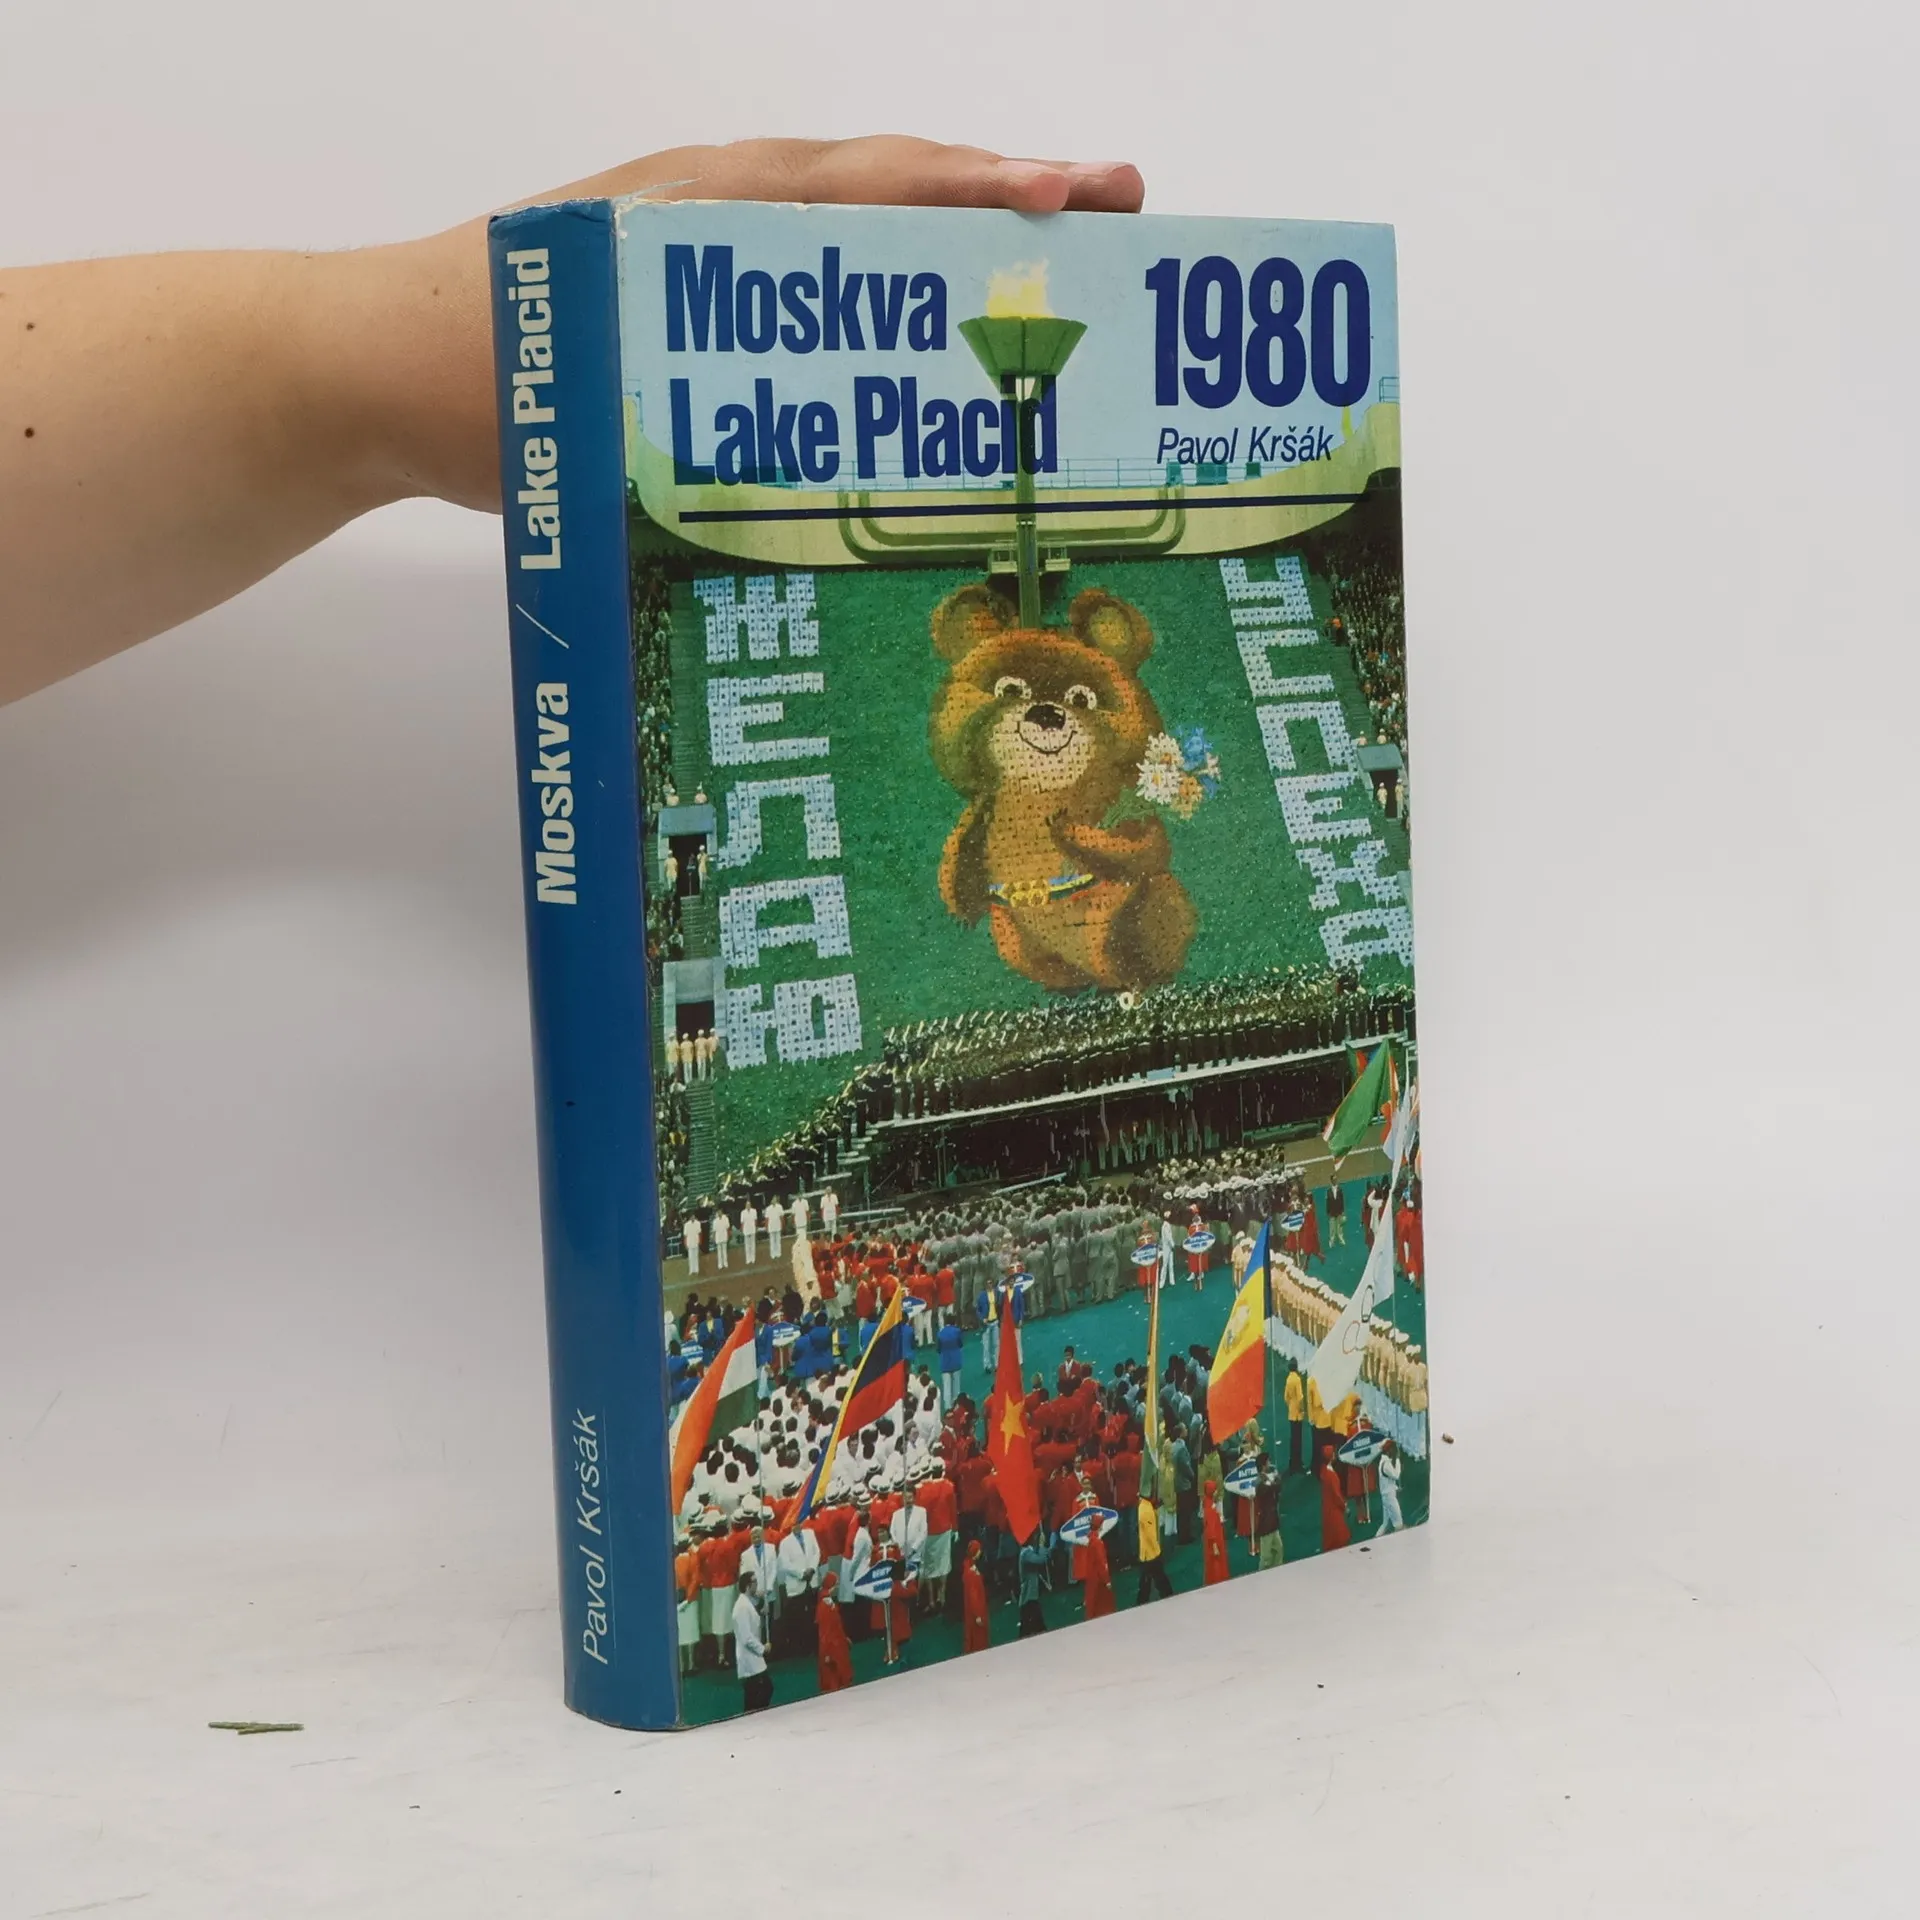 Moskva
Lake Placid
1980
Pavol Kršák
ЖЕЛАЮ
УСПЕХА
Moskva / Lake Placid
Pavol Kršák